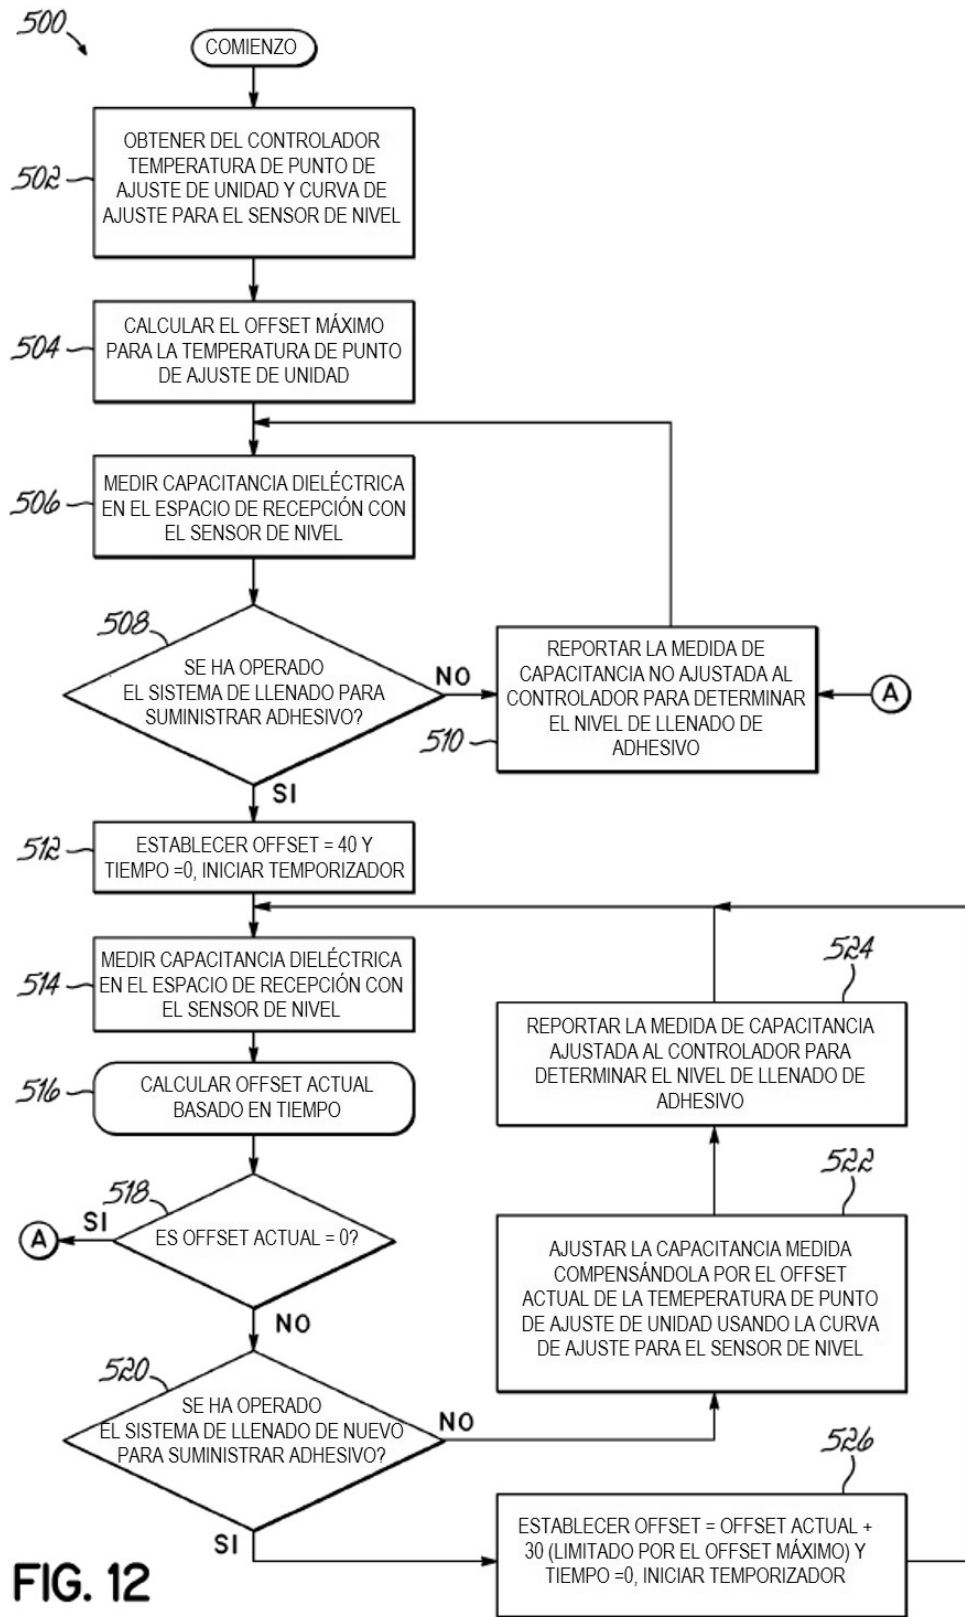 500
COMIENZO
502
OBTENER DEL CONTROLADOR
TEMPERATURA DE PUNTO DE
AJUSTE DE UNIDAD Y CURVA DE
AJUSTE PARA EL SENSOR DE NIVEL
504
CALCULAR EL OFFSET MÁXIMO
PARA LA TEMPERATURA DE PUNTO
DE AJUSTE DE UNIDAD
506
MEDIR CAPACITANCIA DIELÉCTRICA
EN EL ESPACIO DE RECEPCIÓN CON
EL SENSOR DE NIVEL
508
SE HA OPERADO
EL SISTEMA DE LLENADO PARA
SUMINISTRAR ADHESIVO?
NO
SI
510
REPORTAR LA MEDIDA DE
CAPACITANCIA NO AJUSTADA AL
CONTROLADOR PARA DETERMINAR
EL NIVEL DE LLENADO DE
ADHESIVO
A
512
ESTABLECER OFFSET = 40 Y
TIEMPO =0, INICIAR TEMPORIZADOR
514
MEDIR CAPACITANCIA DIELÉCTRICA
EN EL ESPACIO DE RECEPCIÓN CON
EL SENSOR DE NIVEL
516
CALCULAR OFFSET ACTUAL
BASADO EN TIEMPO
518
ES OFFSET ACTUAL = 0?
SI
A
NO
520
SE HA OPERADO
EL SISTEMA DE LLENADO DE NUEVO
PARA SUMINISTRAR ADHESIVO?
NO
SI
524
REPORTAR LA MEDIDA DE CAPACITANCIA
AJUSTADA AL CONTROLADOR PARA
DETERMINAR EL NIVEL DE LLENADO DE
ADHESIVO
522
AJUSTAR LA CAPACITANCIA MEDIDA
COMPENSÁNDOLA POR EL OFFSET
ACTUAL DE LA TEMEPERATURA DE PUNTO
DE AJUSTE DE UNIDAD USANDO LA CURVA
DE AJUSTE PARA EL SENSOR DE NIVEL
526
ESTABLECER OFFSET = OFFSET ACTUAL +
30 (LIMITADO POR EL OFFSET MÁXIMO) Y
TIEMPO =0, INICIAR TEMPORIZADOR
FIG. 12